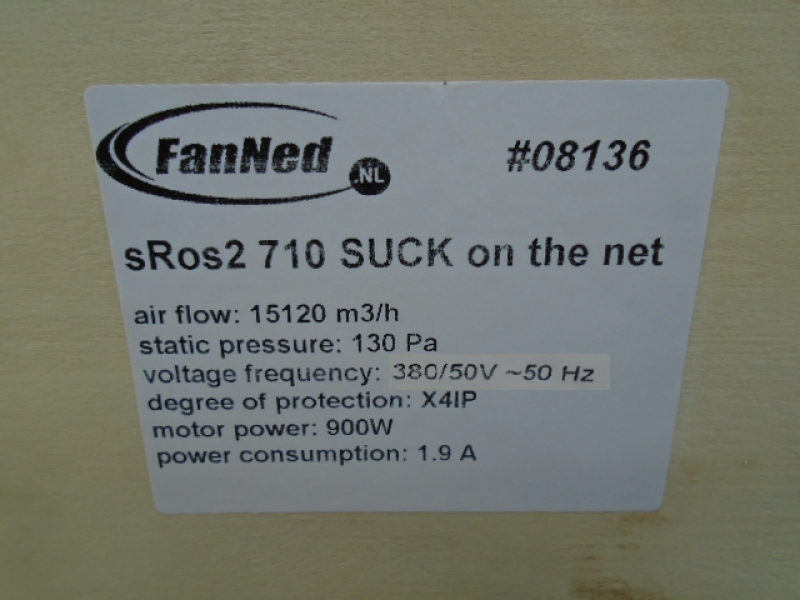 FanNed .NL #08136
sRos2 710 SUCK on the net
air flow: 15120 m3/h
static pressure: 130 Pa
voltage frequency: 380/50V ~50 Hz
degree of protection: X4IP
motor power: 900W
power consumption: 1.9 A